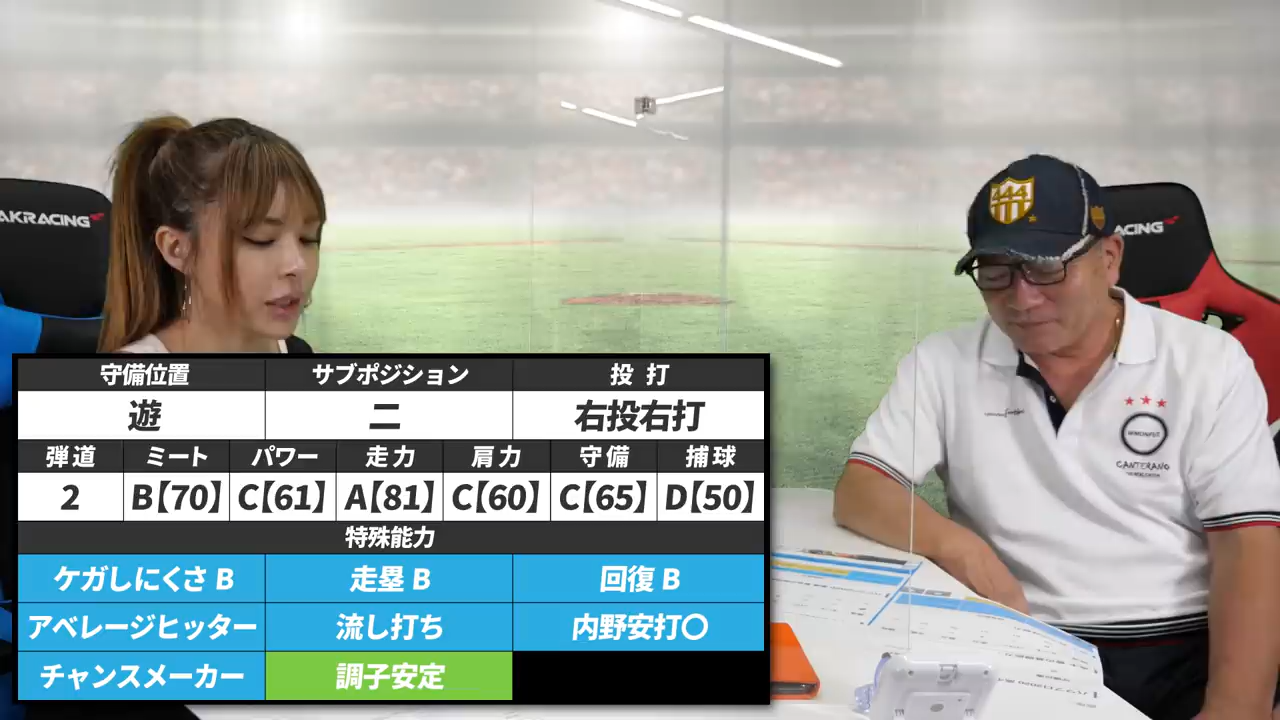 AKRACING
444
ACING
CANTERANO
守備位置 サブポジション 投打
遊 二 右投右打
弾道 ミート パワー 走力 肩力 守備 捕球
2 B【70】 C【61】 A【81】 C【60】 C【65】 D【50】
特殊能力
ケガしにくさ B 走塁 B 回復 B
アベレージヒッター 流し打ち 内野安打〇
チャンスメーカー 調子安定